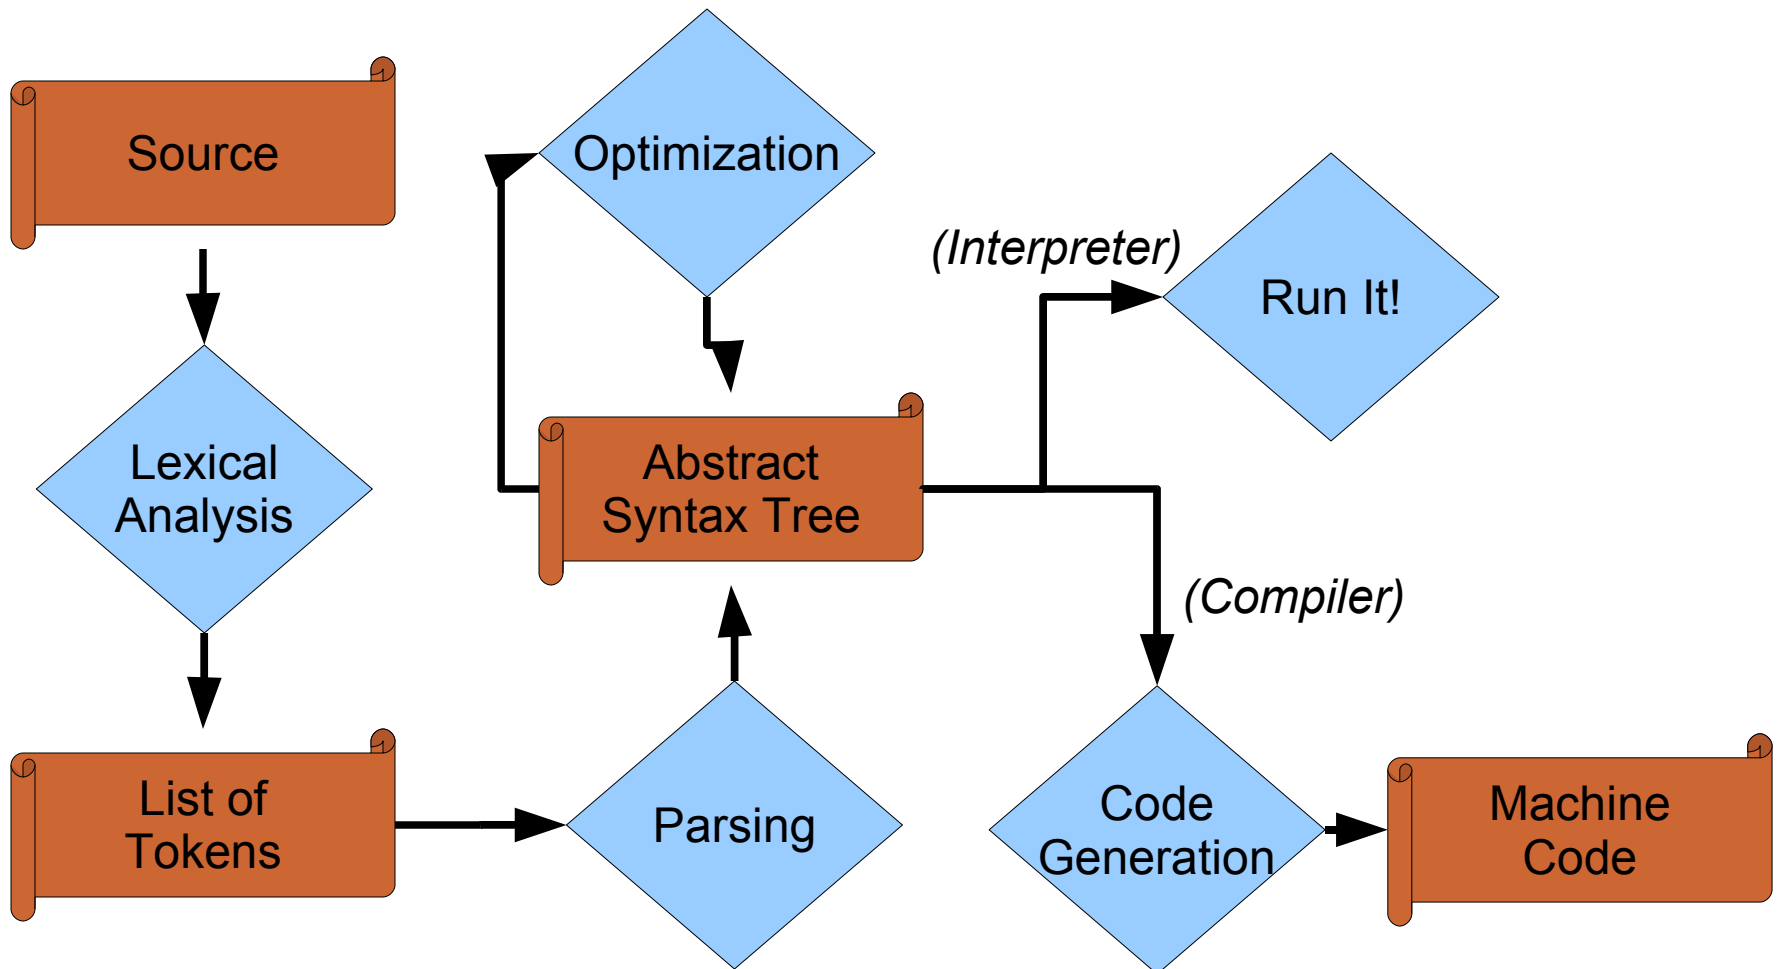 Source
Optimization
(Interpreter)
Run It!
Lexical
Analysis
Abstract
Syntax Tree
(Compiler)
List of
Tokens
Parsing
Code
Generation
Machine
Code